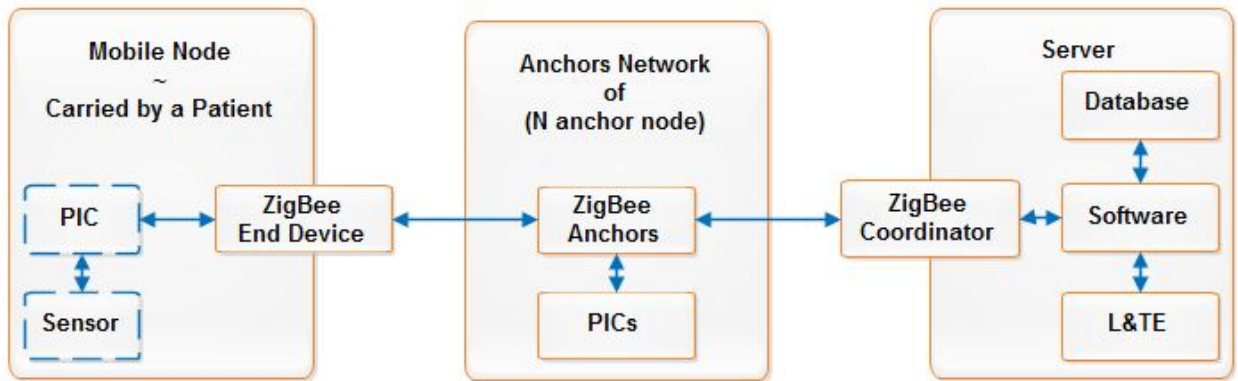 Mobile Node
~
Carried by a Patient
PIC
Sensor
ZigBee
End Device
Anchors Network
of
(N anchor node)
ZigBee
Anchors
PICs
ZigBee
Coordinator
Server
Database
Software
L&TE